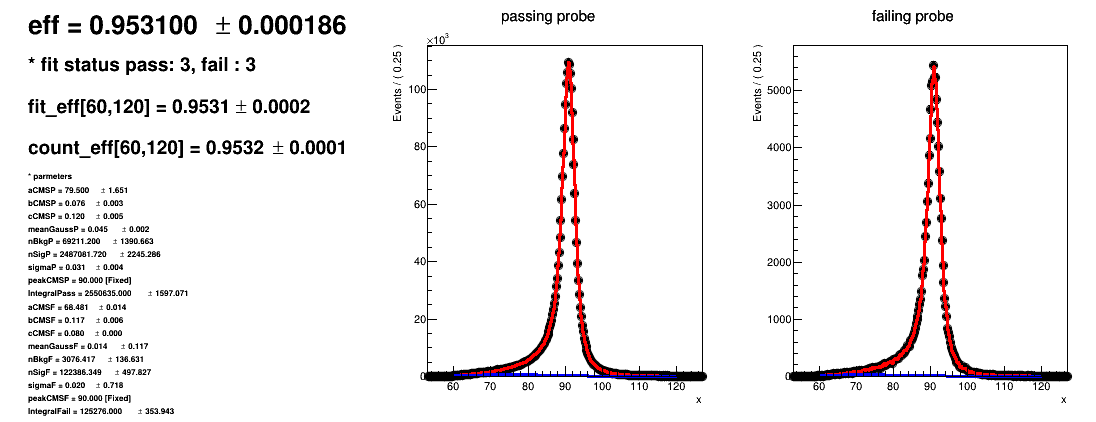 eff = 0.953100 ± 0.000186
* fit status pass: 3, fail : 3
fit_eff[60,120] = 0.9531 ± 0.0002
count_eff[60,120] = 0.9532 ± 0.0001
* parmeters
aCMSP = 79.500 ± 1.651
bCMSP = 0.076 ± 0.003
cCMSP = 0.120 ± 0.005
meanGaussP = 0.045 ± 0.002
nBkgP = 69211.200 ± 1390.663
nSigP = 2487081.720 ± 2245.286
sigmaP = 0.031 ± 0.004
peakCMSP = 90.000 [Fixed]
IntegralPass = 2550635.000 ± 1597.071
aCMSF = 68.481 ± 0.014
bCMSF = 0.117 ± 0.006
cCMSF = 0.080 ± 0.000
meanGaussF = 0.014 ± 0.117
nBkgF = 3076.417 ± 136.631
nSigF = 122386.349 ± 497.827
sigmaF = 0.020 ± 0.718
peakCMSF = 90.000 [Fixed]
IntegralFail = 125276.000 ± 353.943
passing probe
×10³
Events / ( 0.25 )
100
80
60
40
20
0
60 70 80 90 100 110 120
x
failing probe
Events / ( 0.25 )
5000
4000
3000
2000
1000
0
60 70 80 90 100 110 120
x